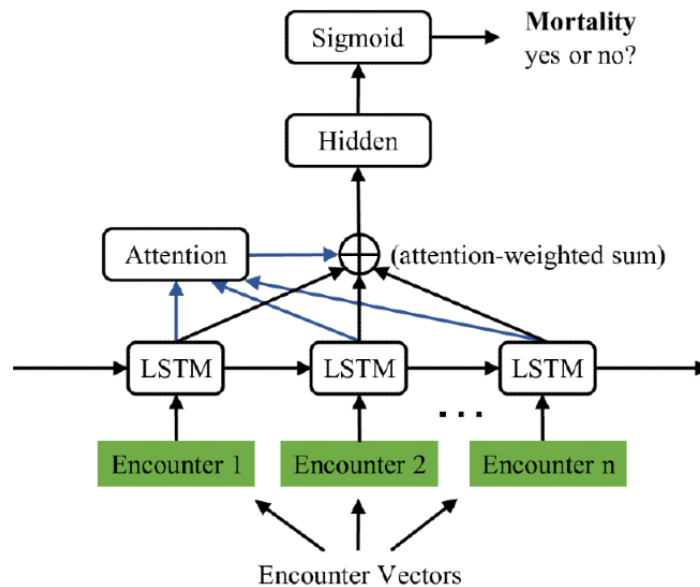 Mortality
Sigmoid
yes or no?
Hidden
Attention
(attention-weighted sum)
LSTM
LSTM
LSTM
...
Encounter 1
Encounter 2
Encounter n
Encounter Vectors